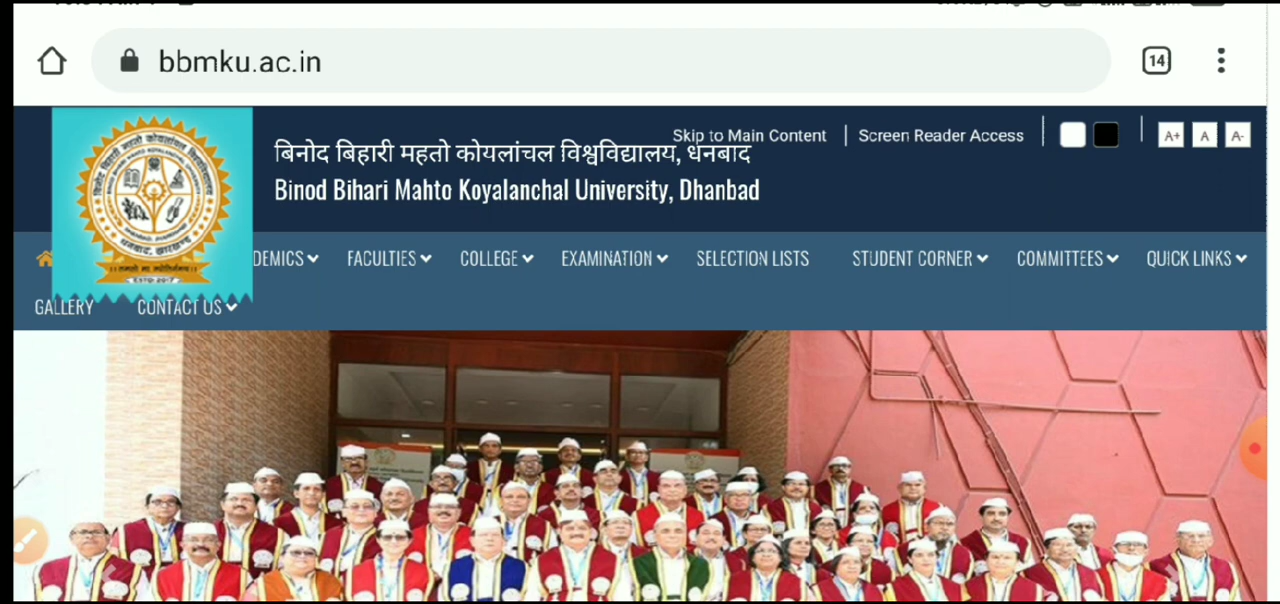 bbmku.ac.in
14
Skip to Main Content
Screen Reader Access
A+
A
A-
बिनोद बिहारी महतो कोयलांचल विश्वविद्यालय, धनबाद
Binod Bihari Mahto Koyalanchal University, Dhanbad
DEMICS
FACULTIES
COLLEGE
EXAMINATION
SELECTION LISTS
STUDENT CORNER
COMMITTEES
QUICK LINKS
GALLERY
CONTACT US